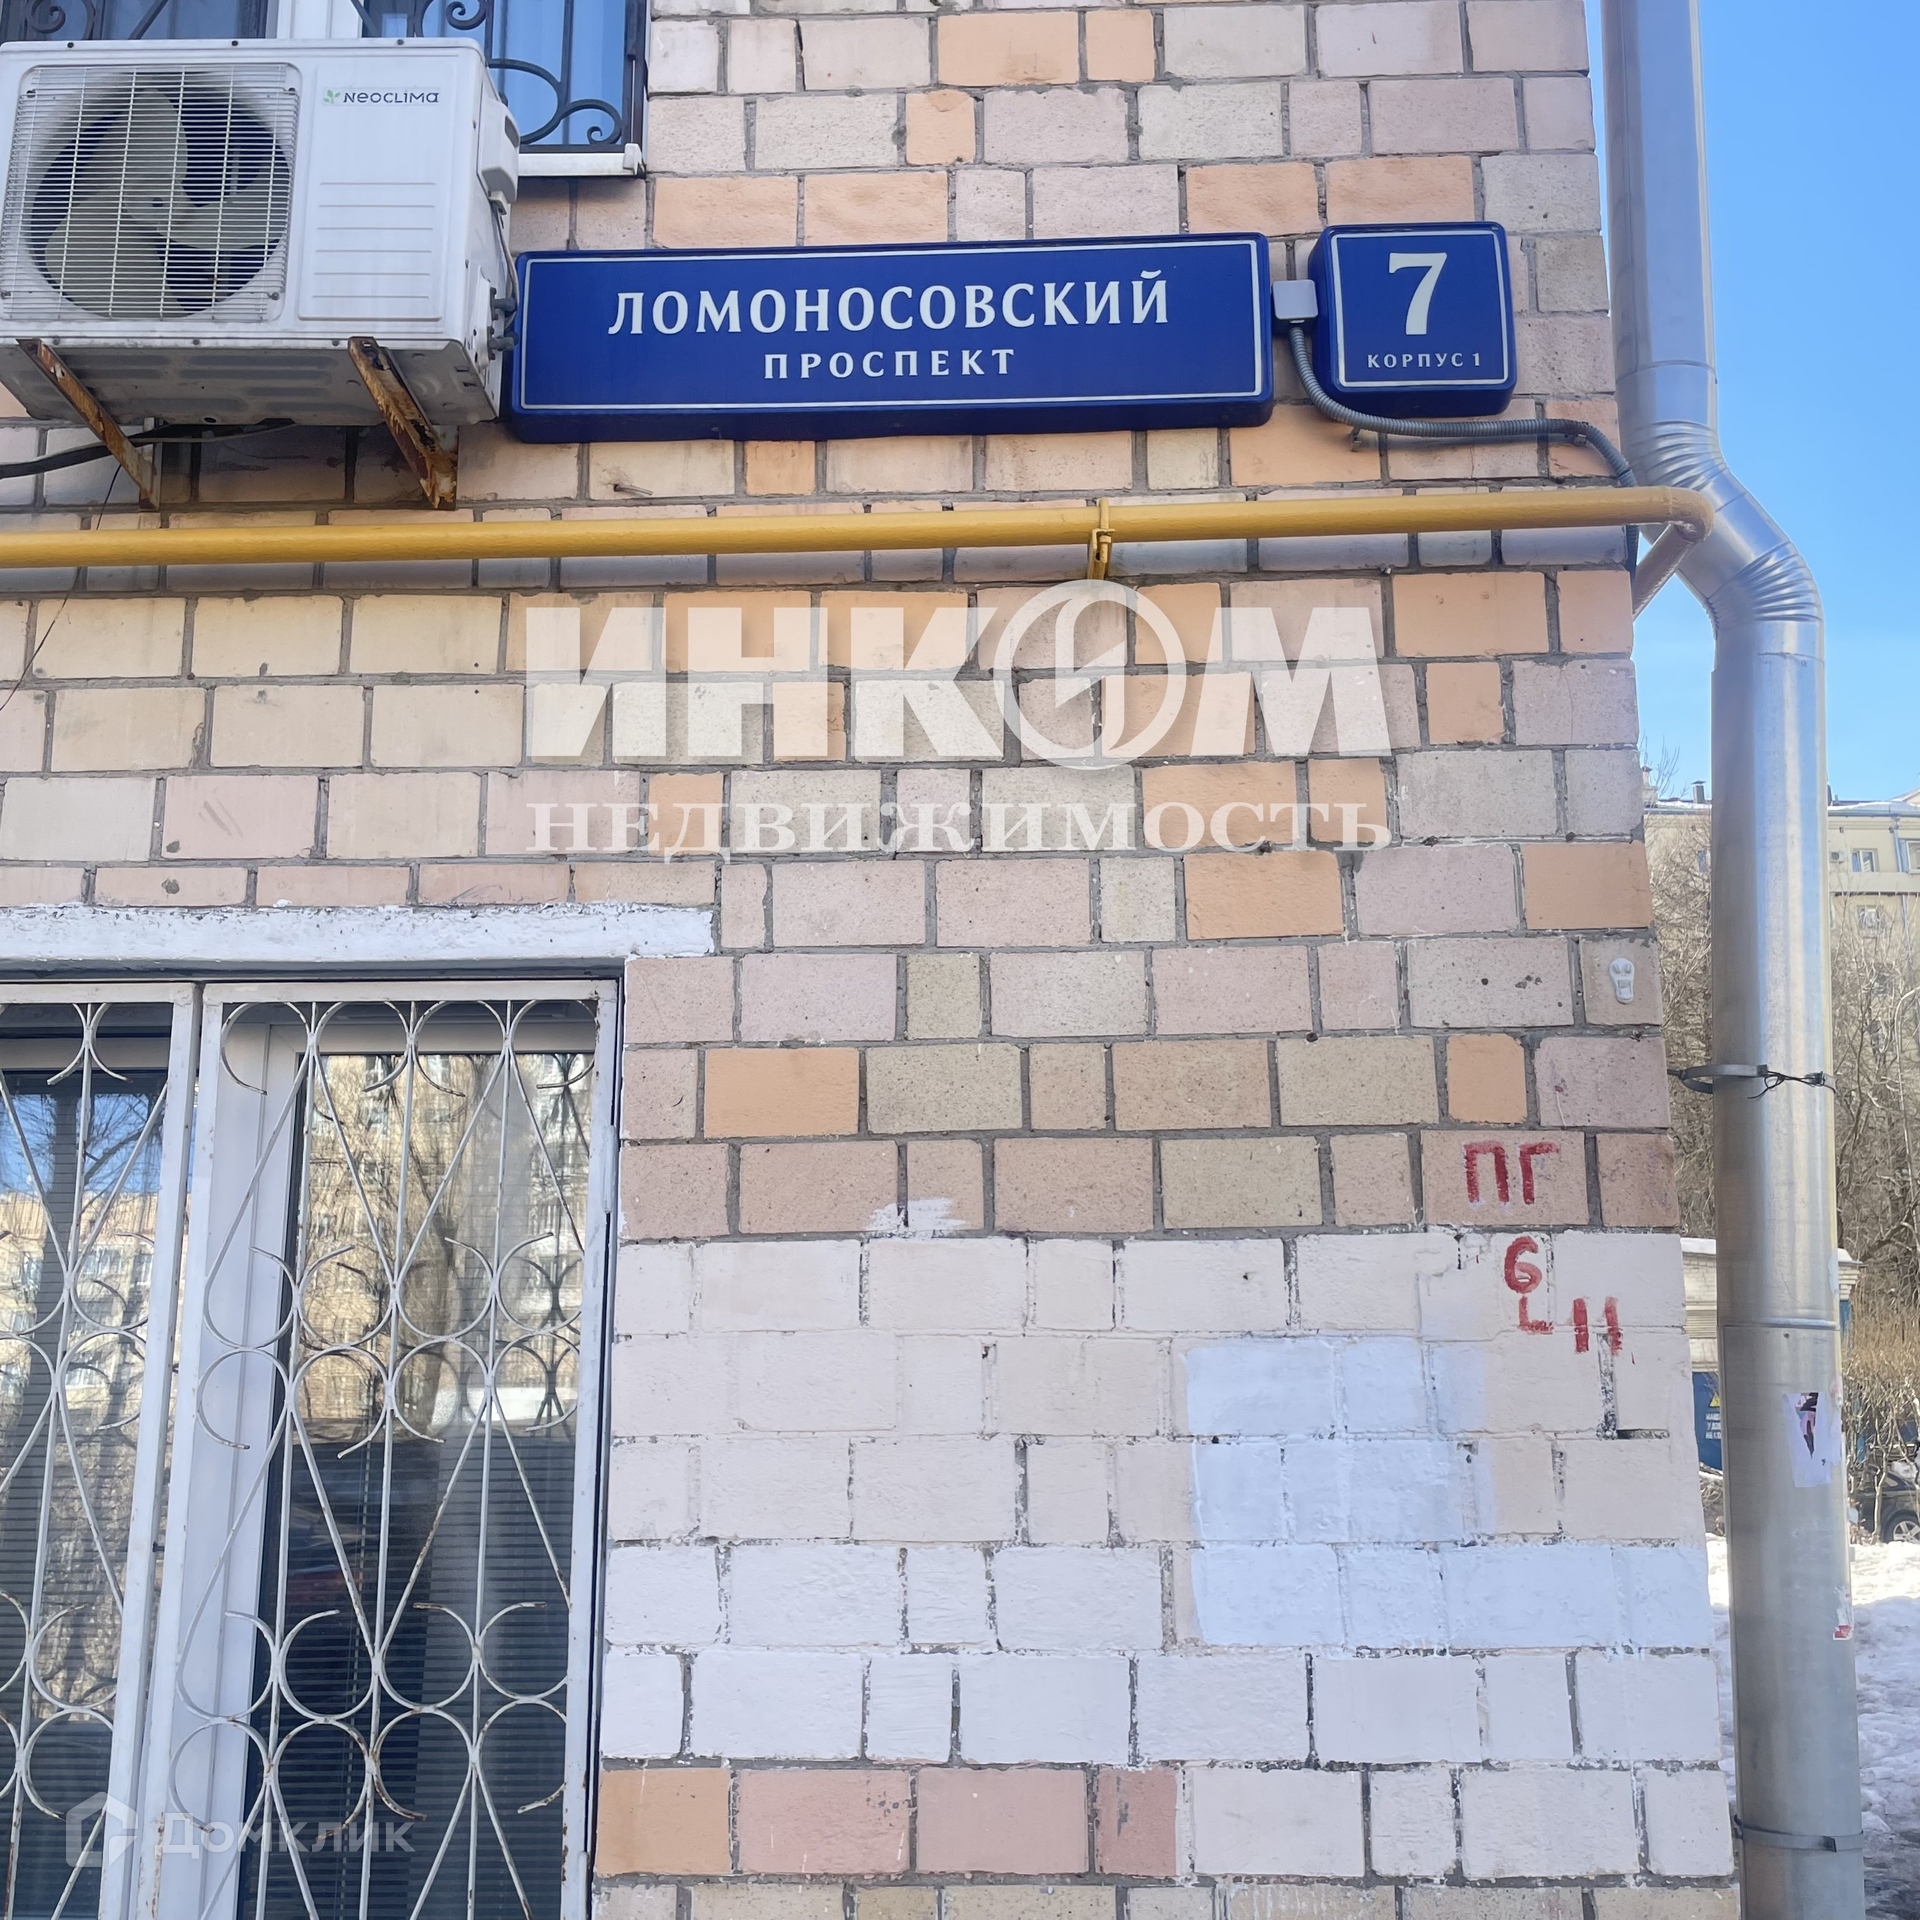 NEOCLIMA
ЛОМОНОСОВСКИЙ
ПРОСПЕКТ
7
КОРПУС 1
ИНКОМ
НЕДВИЖИМОСТЬ
ПГ
6
11
Домклик